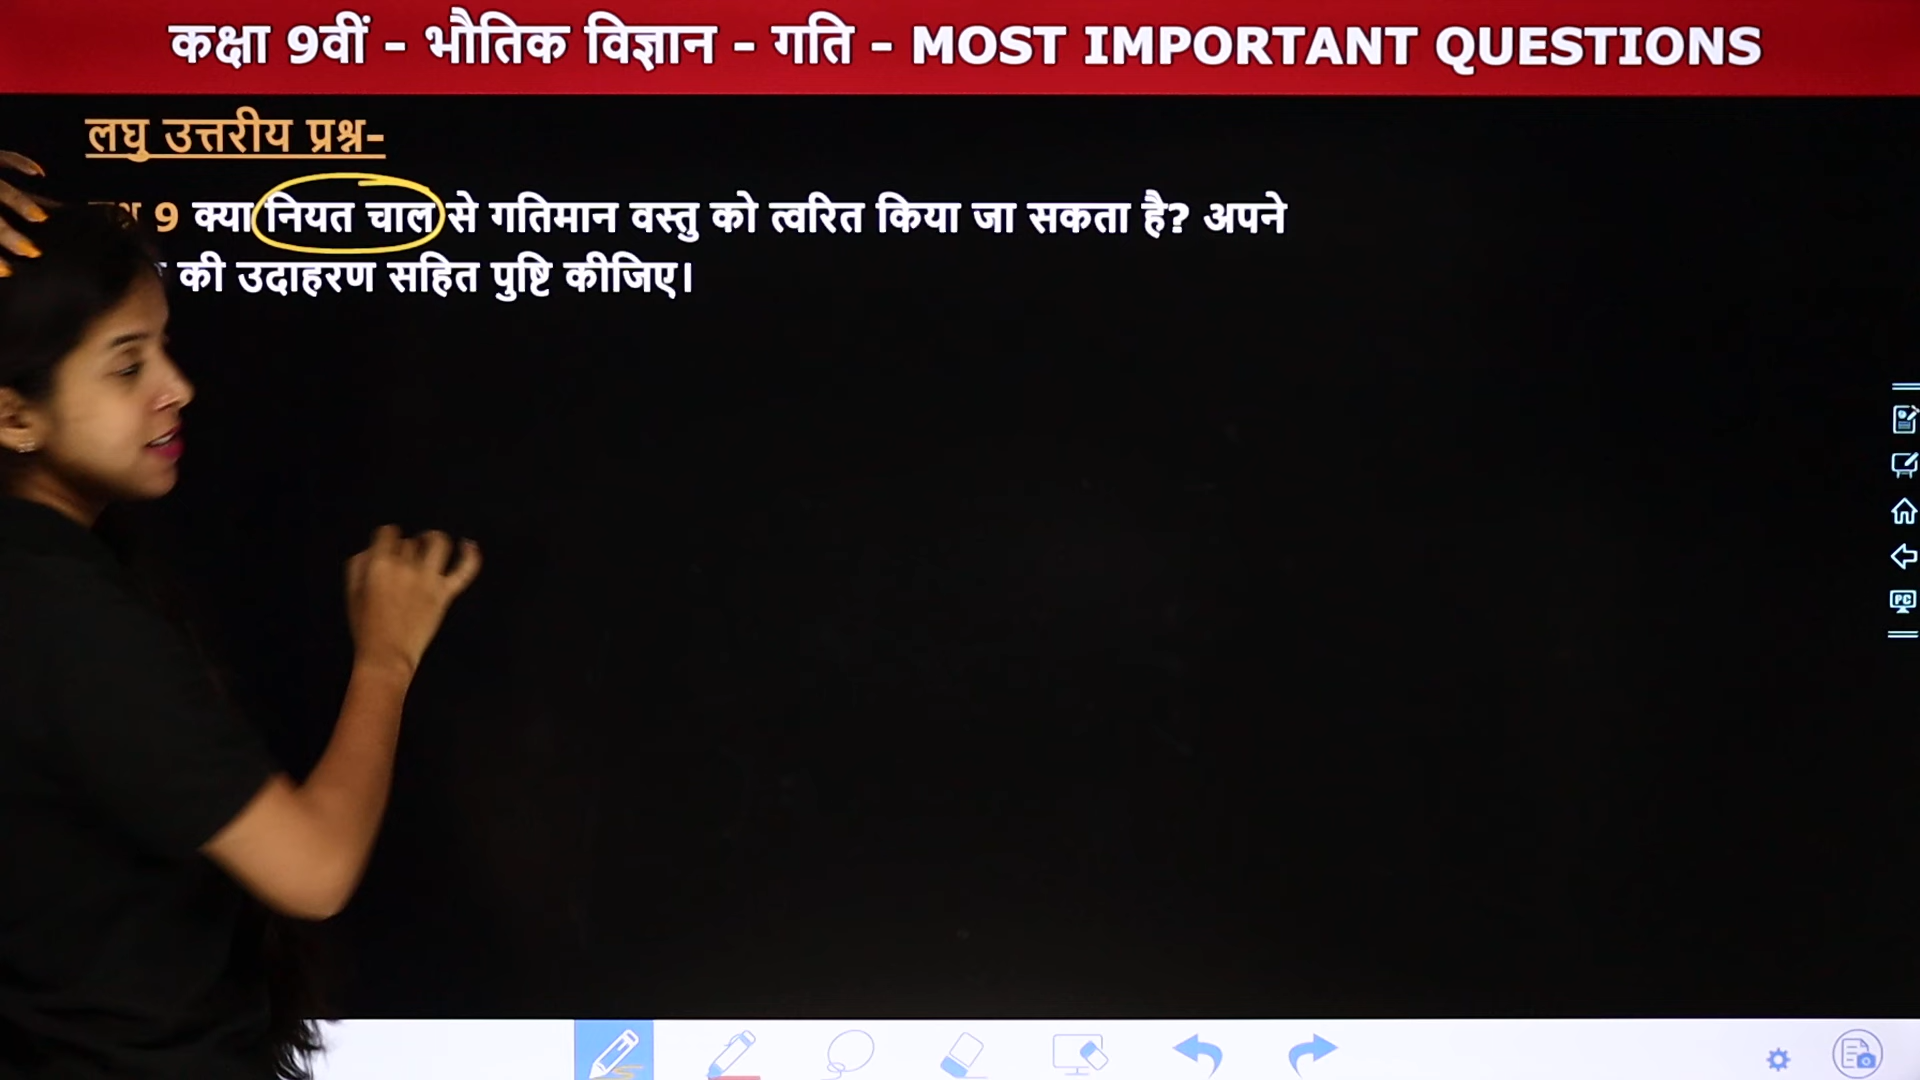 कक्षा 9वीं - भौतिक विज्ञान - गति - MOST IMPORTANT QUESTIONS
लघु उत्तरीय प्रश्न-
9 क्या नियत चाल से गतिमान वस्तु को त्वरित किया जा सकता है? अपने
की उदाहरण सहित पुष्टि कीजिए।
PC